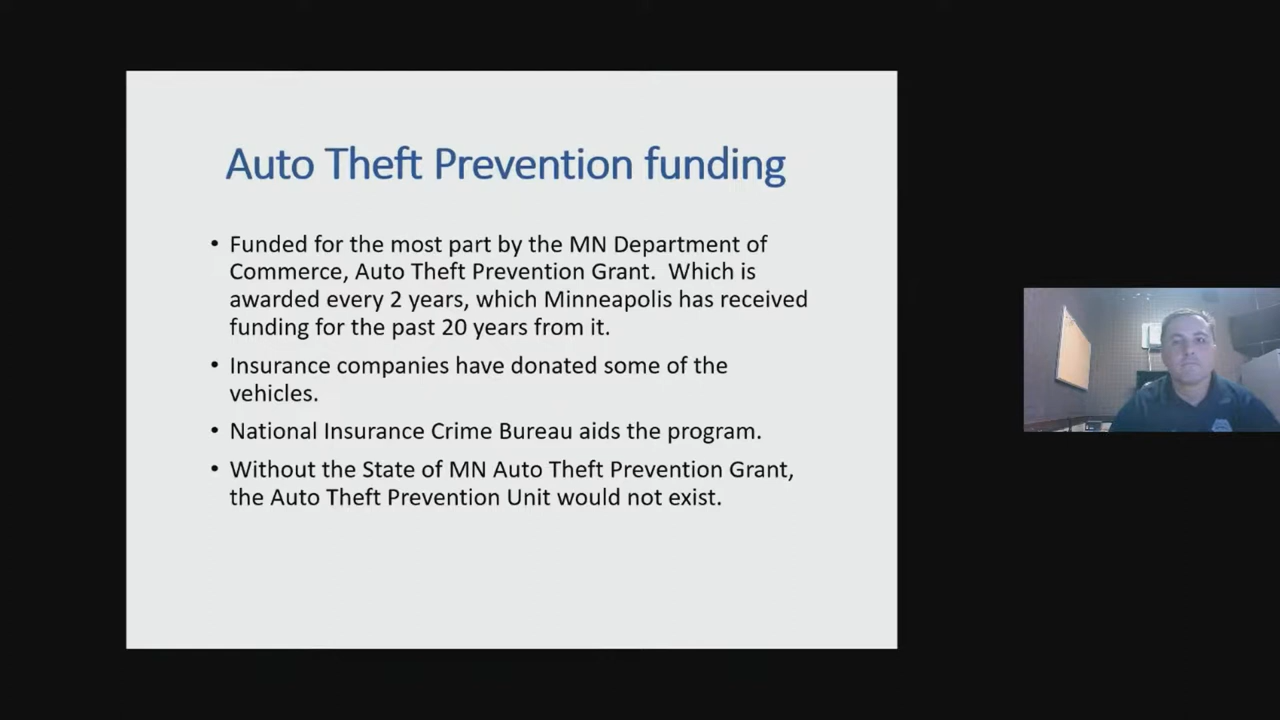 Auto Theft Prevention funding
• Funded for the most part by the MN Department of
Commerce, Auto Theft Prevention Grant.  Which is
awarded every 2 years, which Minneapolis has received
funding for the past 20 years from it.
• Insurance companies have donated some of the
vehicles.
• National Insurance Crime Bureau aids the program.
• Without the State of MN Auto Theft Prevention Grant,
the Auto Theft Prevention Unit would not exist.